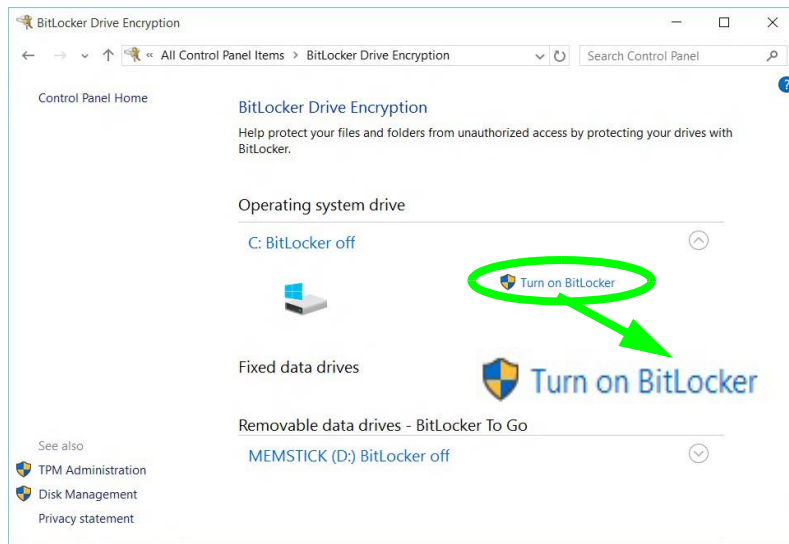 BitLocker Drive Encryption
« All Control Panel Items > BitLocker Drive Encryption
Search Control Panel
?
Control Panel Home
BitLocker Drive Encryption
Help protect your files and folders from unauthorized access by protecting your drives with
BitLocker.
Operating system drive
C: BitLocker off
Turn on BitLocker
Fixed data drives
Turn on BitLocker
Removable data drives - BitLocker To Go
MEMSTICK (D:) BitLocker off
See also
TPM Administration
Disk Management
Privacy statement